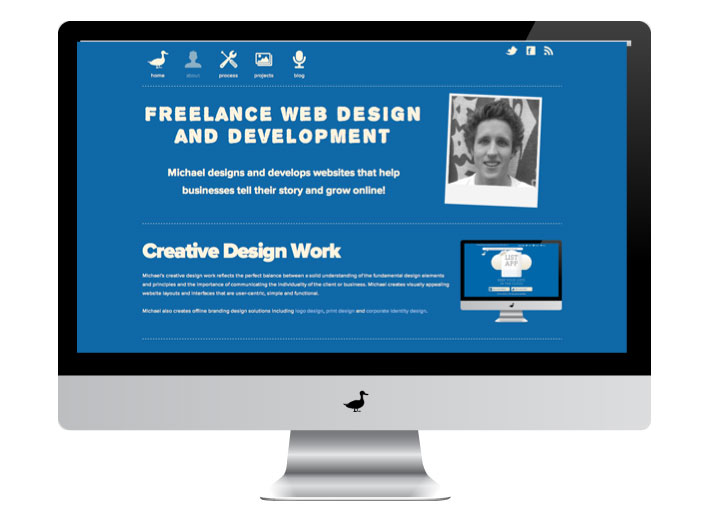 home about process projects blog
FREELANCE WEB DESIGN
AND DEVELOPMENT
Michael designs and develops websites that help
businesses tell their story and grow online!
Creative Design Work
Michael's creative design work reflects the perfect balance between a solid understanding of the fundamental design elements
and principles and the importance of communicating the individuality of the client or business. Michael creates visually appealing
website layouts and interfaces that are user-centric, simple and functional.
Michael also creates offline branding design solutions including logo design, print design and corporate identity design.
LIST
APP